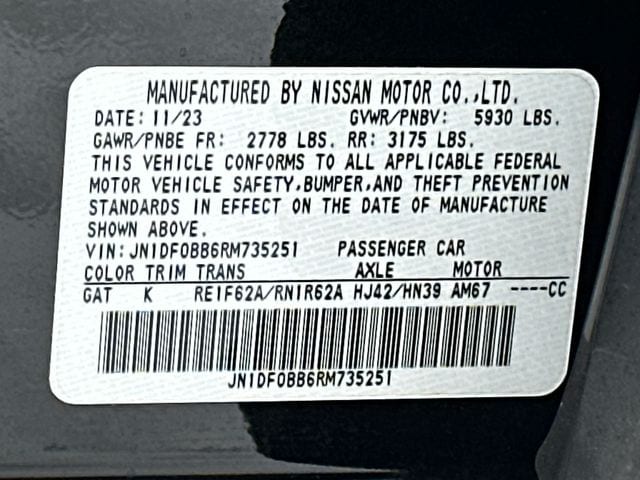 MANUFACTURED BY NISSAN MOTOR CO.,LTD.
DATE: 11/23 GVWR/PNBV: 5930 LBS.
GAWR/PNBE FR: 2778 LBS. RR: 3175 LBS.
THIS VEHICLE CONFORMS TO ALL APPLICABLE FEDERAL
MOTOR VEHICLE SAFETY,BUMPER,AND THEFT PREVENTION
STANDARDS IN EFFECT ON THE DATE OF MANUFACTURE
SHOWN ABOVE.
VIN: JN1DF0BB6RM735251 PASSENGER CAR
COLOR TRIM TRANS AXLE MOTOR
GAT K RE1F62A/RN1R62A HJ42/HN39 AM67 ----CC
JN1DF0BB6RM735251